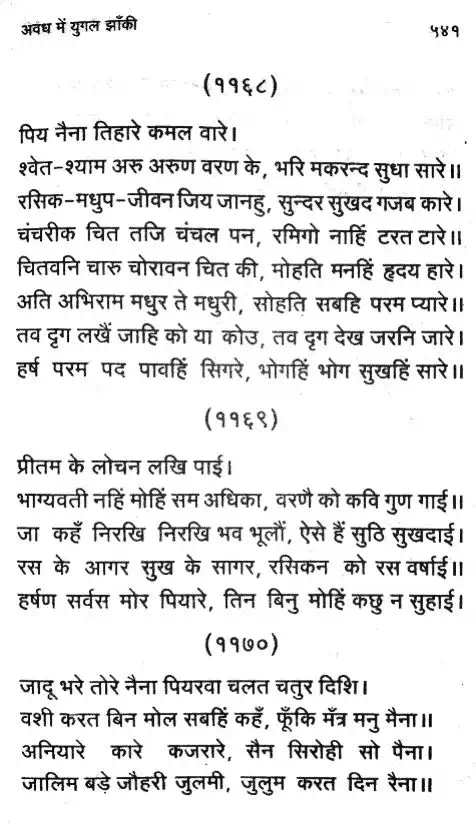 अवध में युगल झाँकी
५४१
(११६८)
पिय नैना तिहारे कमल वारे।
श्वेत-श्याम अरु अरुण वरण के, भरि मकरन्द सुधा सारे॥
रसिक-मधुप-जीवन जिय जानहु, सुन्दर सुखद गजब कारे।
चंचरीक चित तजि चंचल पन, रमिगो नाहिं टरत टारे॥
चितवनि चारु चोरावन चित की, मोहति मनहिं हृदय हारे।
अति अभिराम मधुर ते मधुरी, सोहति सबहि परम प्यारे॥
तव दृग लखैं जाहि को या कोउ, तव दृग देख जरनि जारे।
हर्ष परम पद पावहिं सिगरे, भोगहिं भोग सुखहिं सारे॥
(११६९)
प्रीतम के लोचन लखि पाई।
भाग्यवती नहिं मोहिं सम अधिका, वरणै को कवि गुण गाई॥
जा कहँ निरखि निरखि भव भूलौं, ऐसे हैं सुठि सुखदाई।
रस के आगर सुख के सागर, रसिकन को रस वर्षाई॥
हर्षण सर्वस मोर पियारे, तिन बिनु मोहिं कछु न सुहाई।
(११७०)
जादू भरे तोरे नैना पियरवा चलत चतुर दिशि।
वशी करत बिन मोल सबहिं कहँ, फूँकि मँत्र मनु मैना॥
अनियारे कारे कजरारे, सैन सिरोही सो पैना।
जालिम बड़े जौहरी जुलमी, जुलुम करत दिन रैना॥